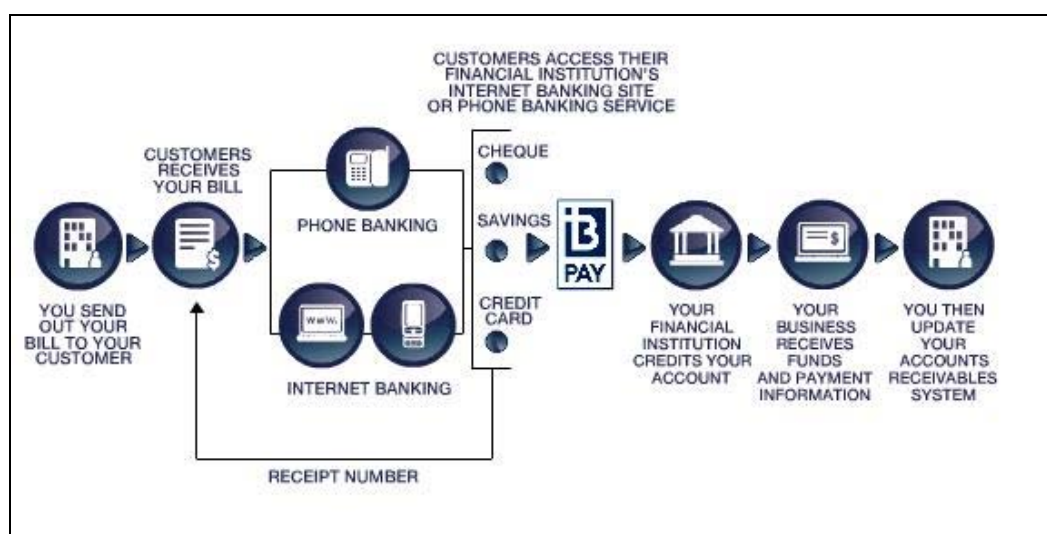 CUSTOMERS ACCESS THEIR
FINANCIAL INSTITUTION'S
INTERNET BANKING SITE
OR PHONE BANKING SERVICE
CUSTOMERS
RECEIVES
YOUR BILL
CHEQUE
PHONE BANKING
SAVINGS
B
PAY
$
$
YOU SEND
OUT YOUR
BILL TO YOUR
CUSTOMER
WWW.
CREDIT
CARD
INTERNET BANKING
YOUR
FINANCIAL
INSTITUTION
CREDITS YOUR
ACCOUNT
YOUR
BUSINESS
RECEIVES
FUNDS
AND PAYMENT
INFORMATION
YOU THEN
UPDATE
YOUR
ACCOUNTS
RECEIVABLES
SYSTEM
RECEIPT NUMBER